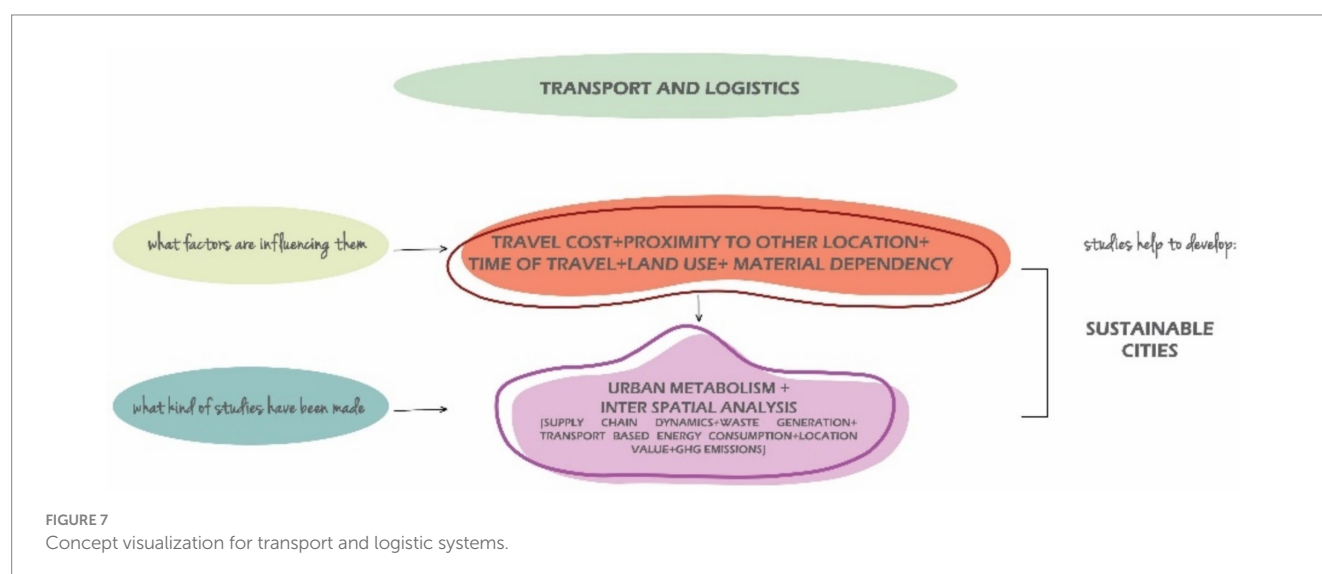 TRANSPORT AND LOGISTICS
what factors are influencing them
TRAVEL COST+PROXIMITY TO OTHER LOCATION+
TIME OF TRAVEL+LAND USE+ MATERIAL DEPENDENCY
studies help to develop:
SUSTAINABLE
CITIES
what kind of studies have been made
URBAN METABOLISM +
INTER SPATIAL ANALYSIS
[SUPPLY CHAIN DYNAMICS+WASTE GENERATION+
TRANSPORT BASED ENERGY CONSUMPTION+LOCATION
VALUE+GHG EMISSIONS]
FIGURE 7
Concept visualization for transport and logistic systems.